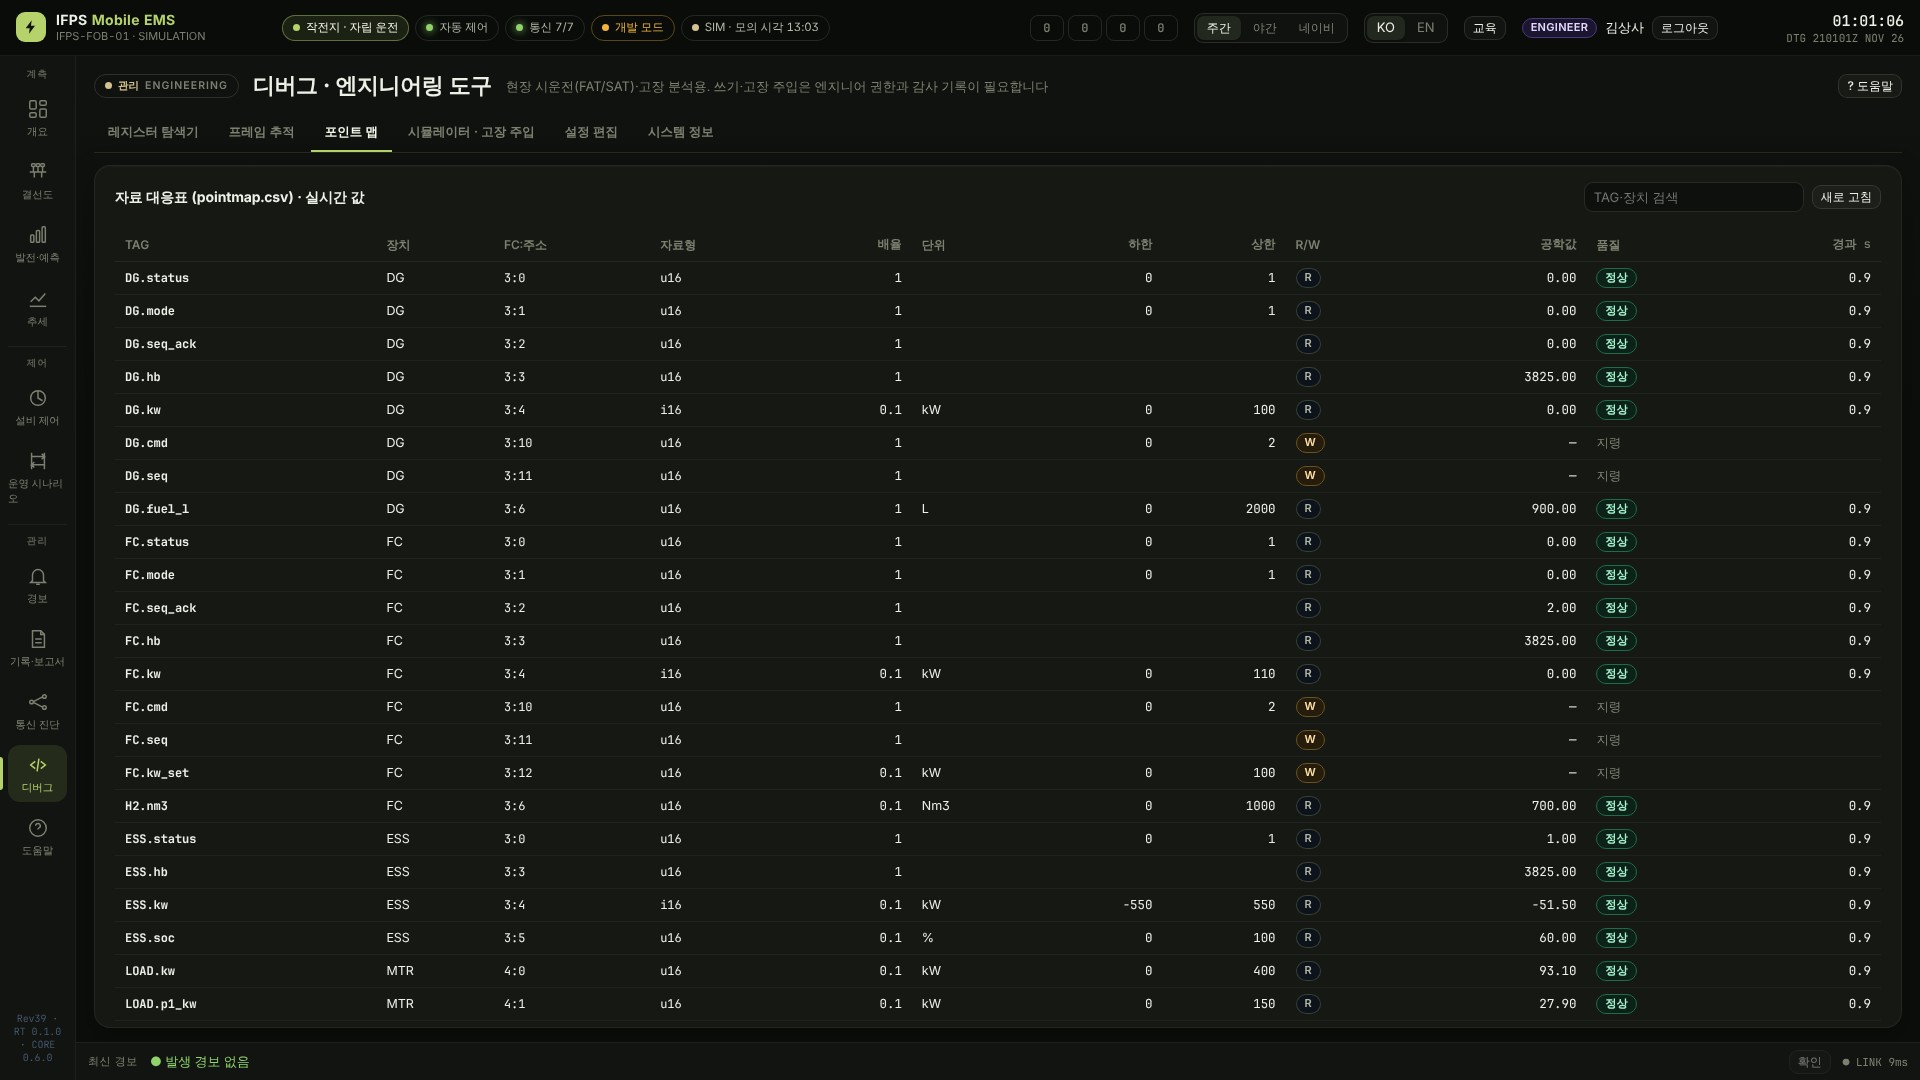 IFPS Mobile EMS
IFPS-FOB-01 · SIMULATION
작전지 · 자립 운전
자동 제어
통신 7/7
개발 모드
SIM · 모의 시각 13:03
0 0 0 0
주간 야간 네이비
KO EN
교육
ENGINEER 김상사 로그아웃
01:01:06
DTG 210101Z NOV 26
계측
개요
결선도
발전·예측
추세
제어
설비 제어
운영 시나리
오
관리
경보
기록·보고서
통신 진단
디버그
도움말
Rev39 ·
RT 0.1.0
· CORE
0.6.0
관리 ENGINEERING
디버그 · 엔지니어링 도구
현장 시운전(FAT/SAT)·고장 분석용. 쓰기·고장 주입은 엔지니어 권한과 감사 기록이 필요합니다
? 도움말
레지스터 탐색기 프레임 추적 포인트 맵 시뮬레이터 · 고장 주입 설정 편집 시스템 정보
자료 대응표 (pointmap.csv) · 실시간 값
TAG·장치 검색
새로 고침
TAG 장치 FC:주소 자료형 배율 단위 하한 상한 R/W 공학값 품질 경과 s
DG.status DG 3:0 u16 1 0 1 R 0.00 정상 0.9
DG.mode DG 3:1 u16 1 0 1 R 0.00 정상 0.9
DG.seq_ack DG 3:2 u16 1 R 0.00 정상 0.9
DG.hb DG 3:3 u16 1 R 3825.00 정상 0.9
DG.kw DG 3:4 i16 0.1 kW 0 100 R 0.00 정상 0.9
DG.cmd DG 3:10 u16 1 0 2 W — 지령
DG.seq DG 3:11 u16 1 W — 지령
DG.fuel_l DG 3:6 u16 1 L 0 2000 R 900.00 정상 0.9
FC.status FC 3:0 u16 1 0 1 R 0.00 정상 0.9
FC.mode FC 3:1 u16 1 0 1 R 0.00 정상 0.9
FC.seq_ack FC 3:2 u16 1 R 2.00 정상 0.9
FC.hb FC 3:3 u16 1 R 3825.00 정상 0.9
FC.kw FC 3:4 i16 0.1 kW 0 110 R 0.00 정상 0.9
FC.cmd FC 3:10 u16 1 0 2 W — 지령
FC.seq FC 3:11 u16 1 W — 지령
FC.kw_set FC 3:12 u16 0.1 kW 0 100 W — 지령
H2.nm3 FC 3:6 u16 0.1 Nm3 0 1000 R 700.00 정상 0.9
ESS.status ESS 3:0 u16 1 0 1 R 1.00 정상 0.9
ESS.hb ESS 3:3 u16 1 R 3825.00 정상 0.9
ESS.kw ESS 3:4 i16 0.1 kW -550 550 R -51.50 정상 0.9
ESS.soc ESS 3:5 u16 0.1 % 0 100 R 60.00 정상 0.9
LOAD.kw MTR 4:0 u16 0.1 kW 0 400 R 93.10 정상 0.9
LOAD.p1_kw MTR 4:1 u16 0.1 kW 0 150 R 27.90 정상 0.9
최신 경보 발생 경보 없음
확인
LINK 9ms